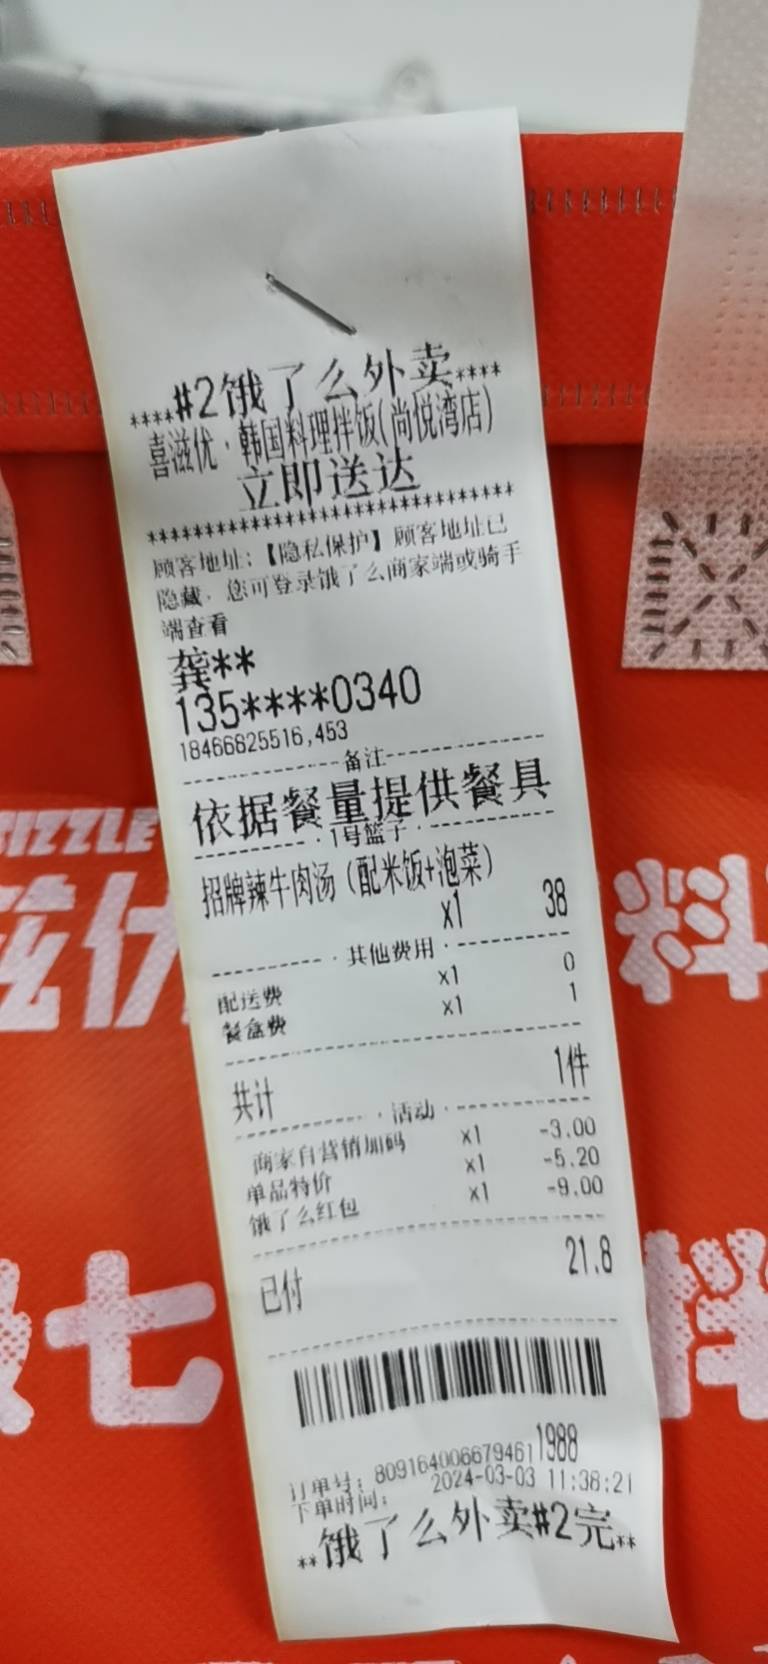 ****#2饿了么外卖****
喜滋优·韩国料理拌饭(尚悦湾店)
立即送达
********************************
顾客地址:【隐私保护】顾客地址已
隐藏，您可登录饿了么商家端或骑手
端查看
龚**
135****0340
18466825516,453
备注
依据餐量提供餐具
1号篮子
招牌辣牛肉汤（配米饭+泡菜）
x1 38
其他费用
配送费 x1 0
餐盒费 x1 1
共计 1件
活动
商家自营销加码 x1 -3.00
单品特价 x1 -5.20
饿了么红包 x1 -9.00
已付 21.8
订单号: 8091640066794611988
下单时间: 2024-03-03 11:38:21
**饿了么外卖#2完**
SIZZLE
滋优
料
七